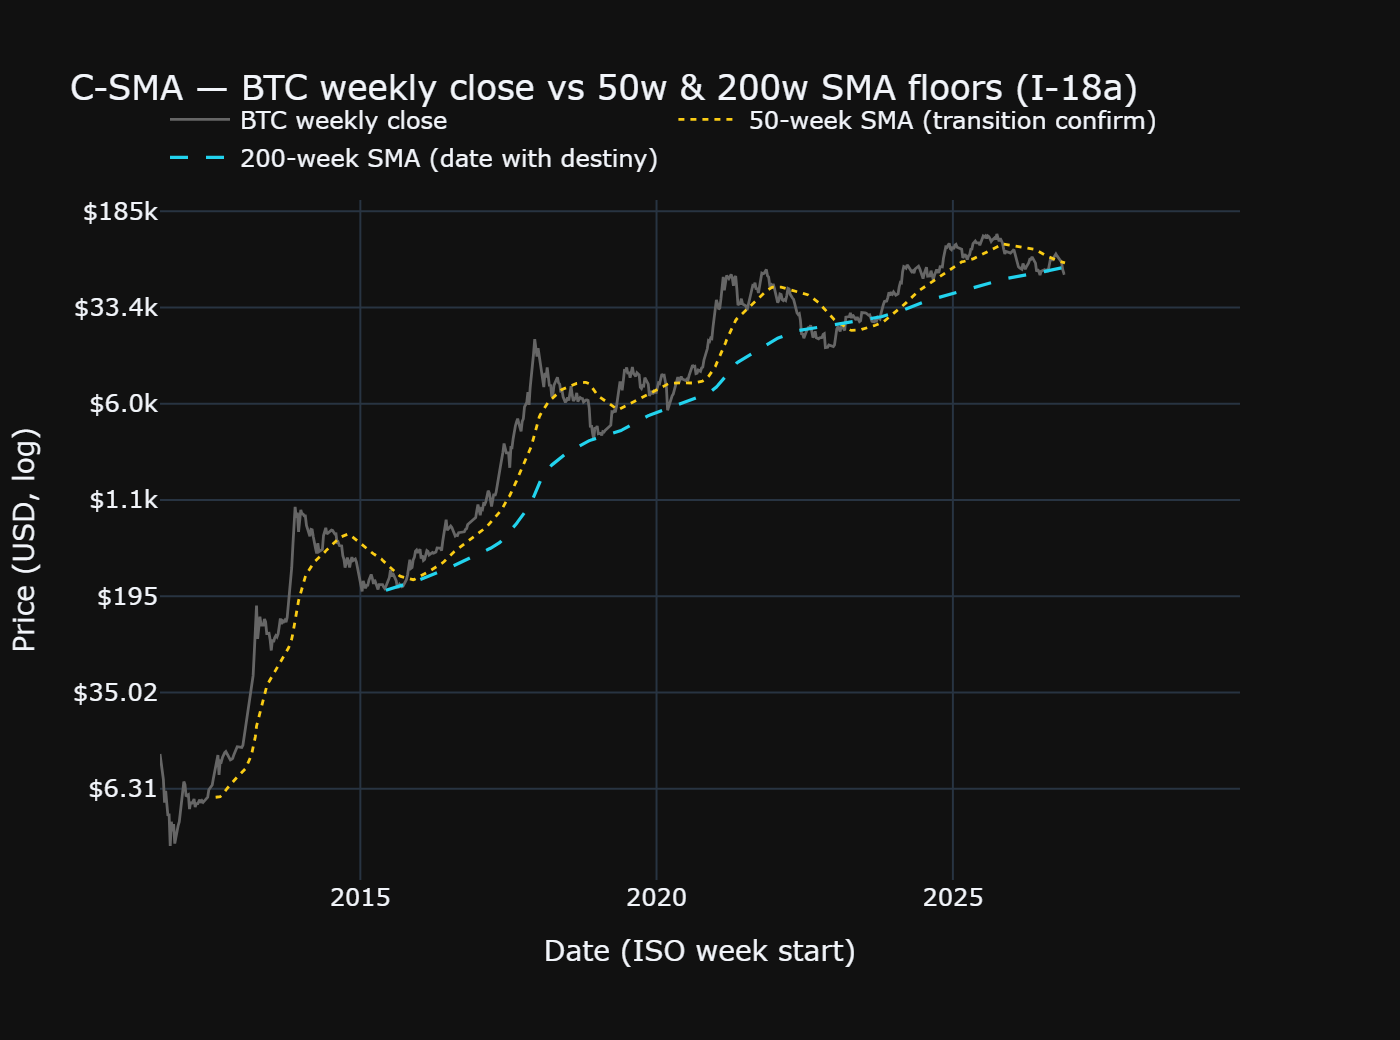 C-SMA — BTC weekly close vs 50w & 200w SMA floors (I-18a)
BTC weekly close
50-week SMA (transition confirm)
200-week SMA (date with destiny)
$185k
$33.4k
$6.0k
$1.1k
$195
$35.02
$6.31
Price (USD, log)
2015
2020
2025
Date (ISO week start)